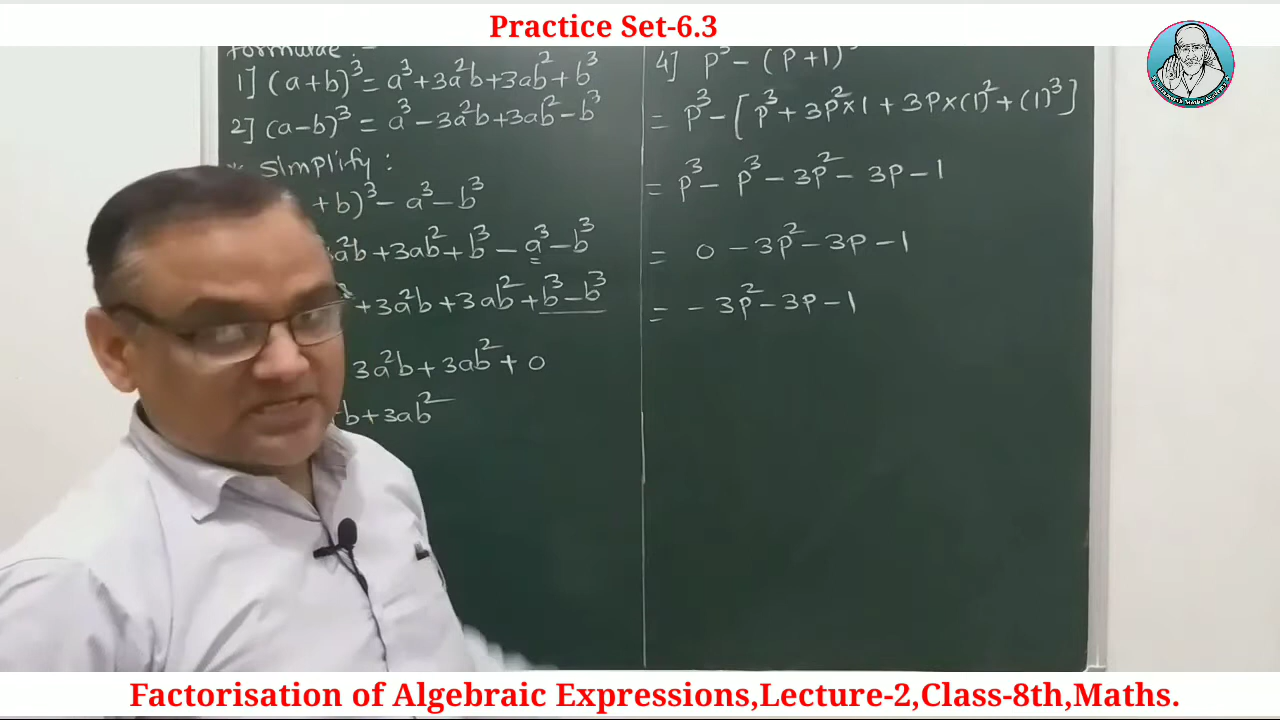 Practice Set-6.3
formulae :-
1] (a+b)³ = a³+3a²b+3ab²+b³
2] (a-b)³ = a³-3a²b+3ab²-b³
* Simplify :
+b)³ - a³ - b³
²b+3ab²+b³ - a³ - b³
+3a²b+3ab²+b³-b³
3a²b+3ab²+0
b+3ab²
4] p³ - (p+1)³
= p³ - [p³ + 3p²×1 + 3p×(1)² + (1)³]
= p³ - p³ - 3p² - 3p - 1
= 0 - 3p² - 3p - 1
= - 3p² - 3p - 1
Factorisation of Algebraic Expressions,Lecture-2,Class-8th,Maths.